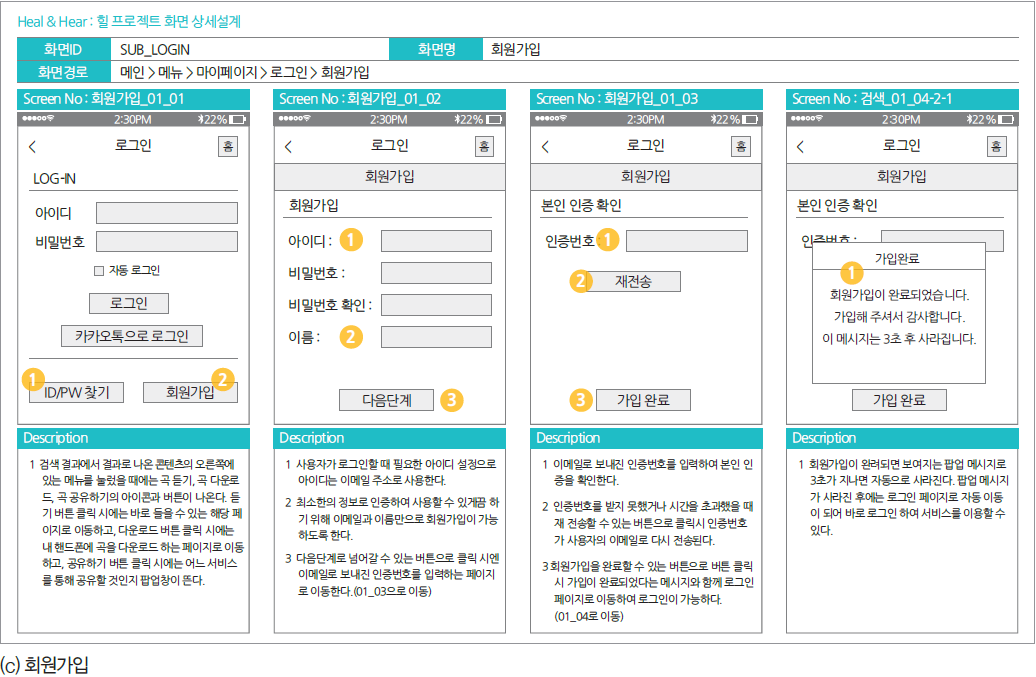 Heal & Hear : 힐 프로젝트 화면 상세설계
화면ID SUB_LOGIN 화면명 회원가입
화면경로 메인 > 메뉴 > 마이페이지 > 로그인 > 회원가입
Screen No : 회원가입_01_01
2:30PM 22%
로그인 홈
LOG-IN
아이디
비밀번호
자동 로그인
로그인
카카오톡으로 로그인
1 2
ID/PW 찾기 회원가입
Description
1 검색 결과에서 결과로 나온 콘텐츠의 오른쪽에
있는 메뉴를 눌렀을 때에는 곡 듣기, 곡 다운로
드, 곡 공유하기의 아이콘과 버튼이 나온다. 듣
기 버튼 클릭 시에는 바로 들을 수 있는 해당 페
이지로 이동하고, 다운로드 버튼 클릭 시에는
내 핸드폰에 곡을 다운로드 하는 페이지로 이동
하고, 공유하기 버튼 클릭 시에는 어느 서비스
를 통해 공유할 것인지 팝업창이 뜬다.
Screen No : 회원가입_01_02
2:30PM 22%
로그인 홈
회원가입
회원가입
아이디 : 1
비밀번호 :
비밀번호 확인 :
이름 : 2
다음단계 3
Description
1 사용자가 로그인할 때 필요한 아이디 설정으로
아이디는 이메일 주소로 사용한다.
2 최소한의 정보로 인증하여 사용할 수 있게끔 하
기 위해 이메일과 이름만으로 회원가입이 가능
하도록 한다.
3 다음단계로 넘어갈 수 있는 버튼으로 클릭 시엔
이메일로 보내진 인증번호를 입력하는 페이지
로 이동한다.(01_03으로 이동)
Screen No : 회원가입_01_03
2:30PM 22%
로그인 홈
회원가입
본인 인증 확인
인증번호 1
2 재전송
3 가입 완료
Description
1 이메일로 보내진 인증번호를 입력하여 본인 인
증을 확인한다.
2 인증번호를 받지 못했거나 시간을 초과했을 때
재 전송할 수 있는 버튼으로 클릭시 인증번호
가 사용자의 이메일로 다시 전송된다.
3 회원가입을 완료할 수 있는 버튼으로 버튼 클릭
시 가입이 완료되었다는 메시지와 함께 로그인
페이지로 이동하여 로그인이 가능하다.
(01_04로 이동)
Screen No : 검색_01_04-2-1
2:30PM 22%
로그인 홈
회원가입
본인 인증 확인
인증번호 :
가입완료
1
회원가입이 완료되었습니다.
가입해 주셔서 감사합니다.
이 메시지는 3초 후 사라집니다.
가입 완료
Description
1 회원가입이 완려되면 보여지는 팝업 메시지로
3초가 지나면 자동으로 사라진다. 팝업 메시지
가 사라진 후에는 로그인 페이지로 자동 이동
이 되어 바로 로그인 하여 서비스를 이용할 수
있다.
(c) 회원가입